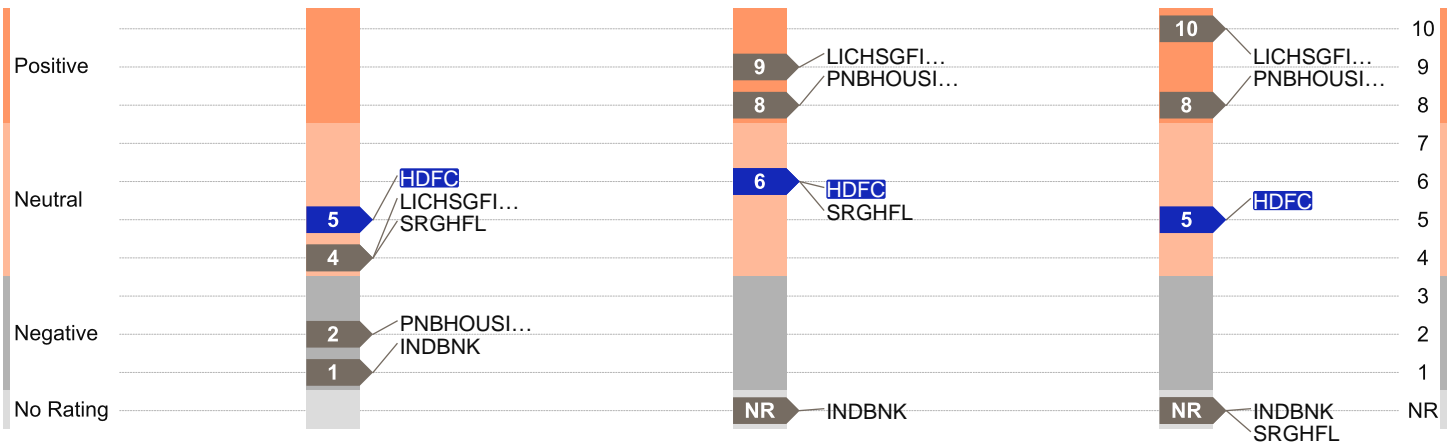 Positive
Neutral
Negative
No Rating
HDFC
LICHSGFI…
SRGHFL
5
4
PNBHOUSI…
INDBNK
2
1
9
LICHSGFI…
PNBHOUSI…
8
6
HDFC
SRGHFL
NR
INDBNK
10
LICHSGFI…
PNBHOUSI…
8
HDFC
5
NR
INDBNK
SRGHFL
10
9
8
7
6
5
4
3
2
1
NR